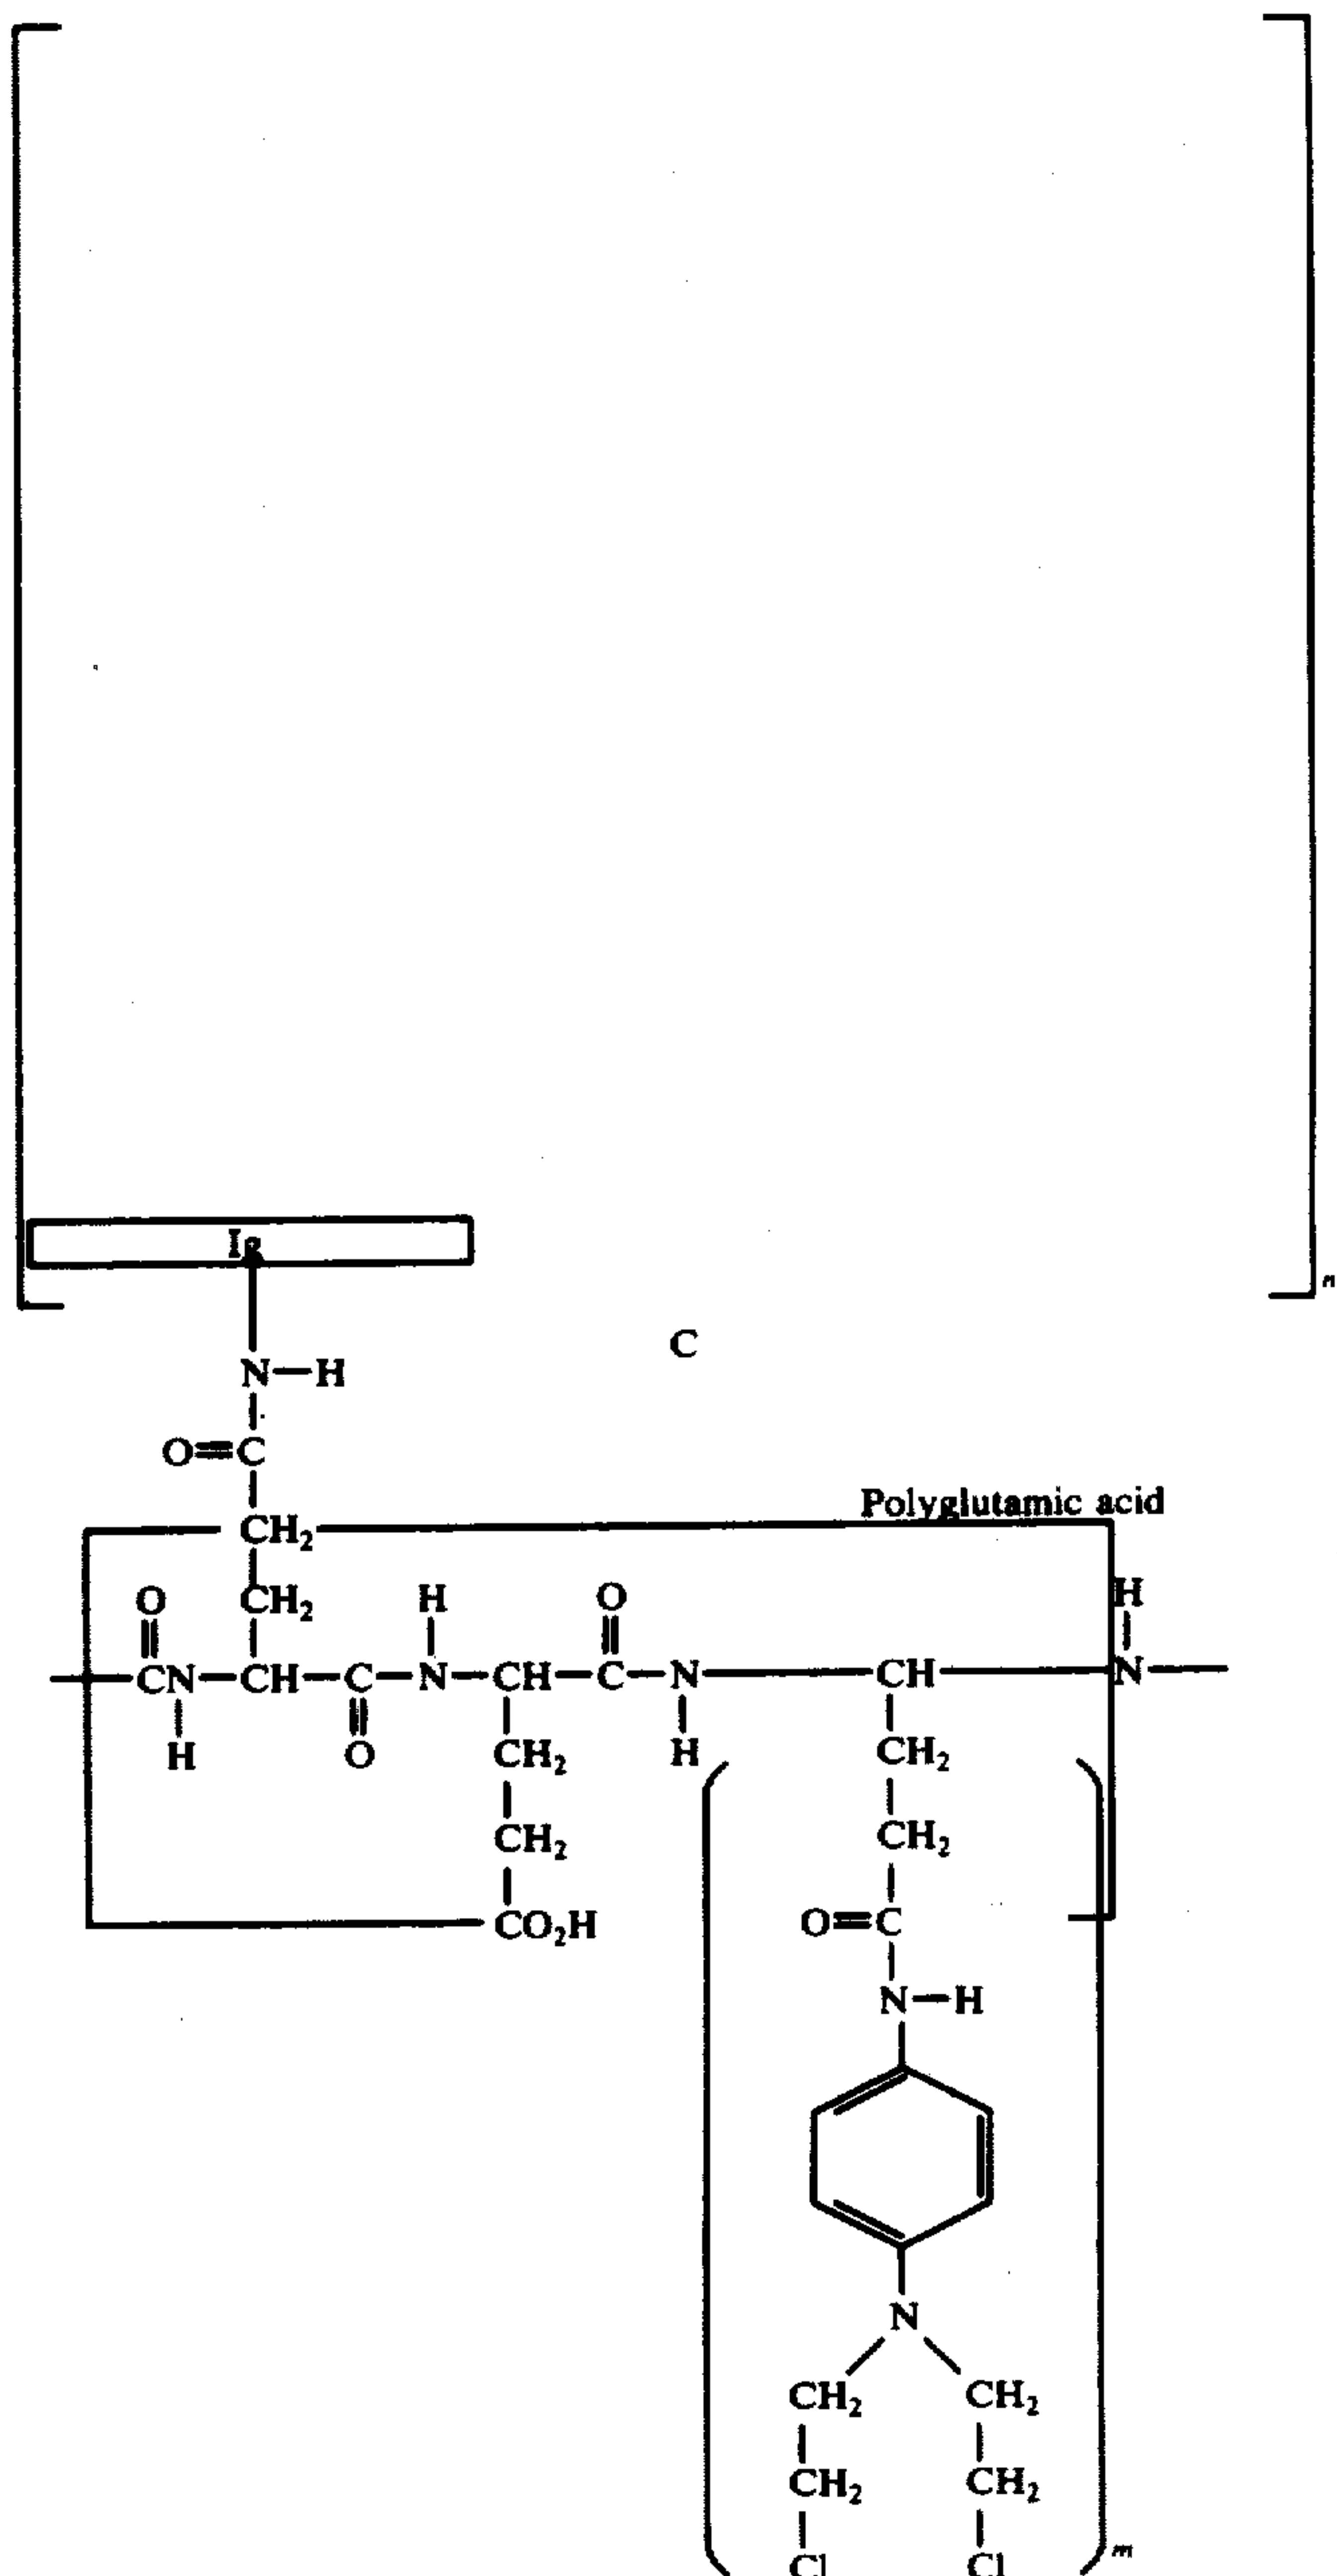 Ig
n
C
N—H
O=C
Polyglutamic acid
CH₂
O CH₂ H O H
CN—CH—C—N—CH—C—N—CH—N
H O CH₂ H CH₂
CH₂ CH₂
CO₂H O=C
N—H
N
CH₂ CH₂
CH₂ CH₂
m
Cl Cl